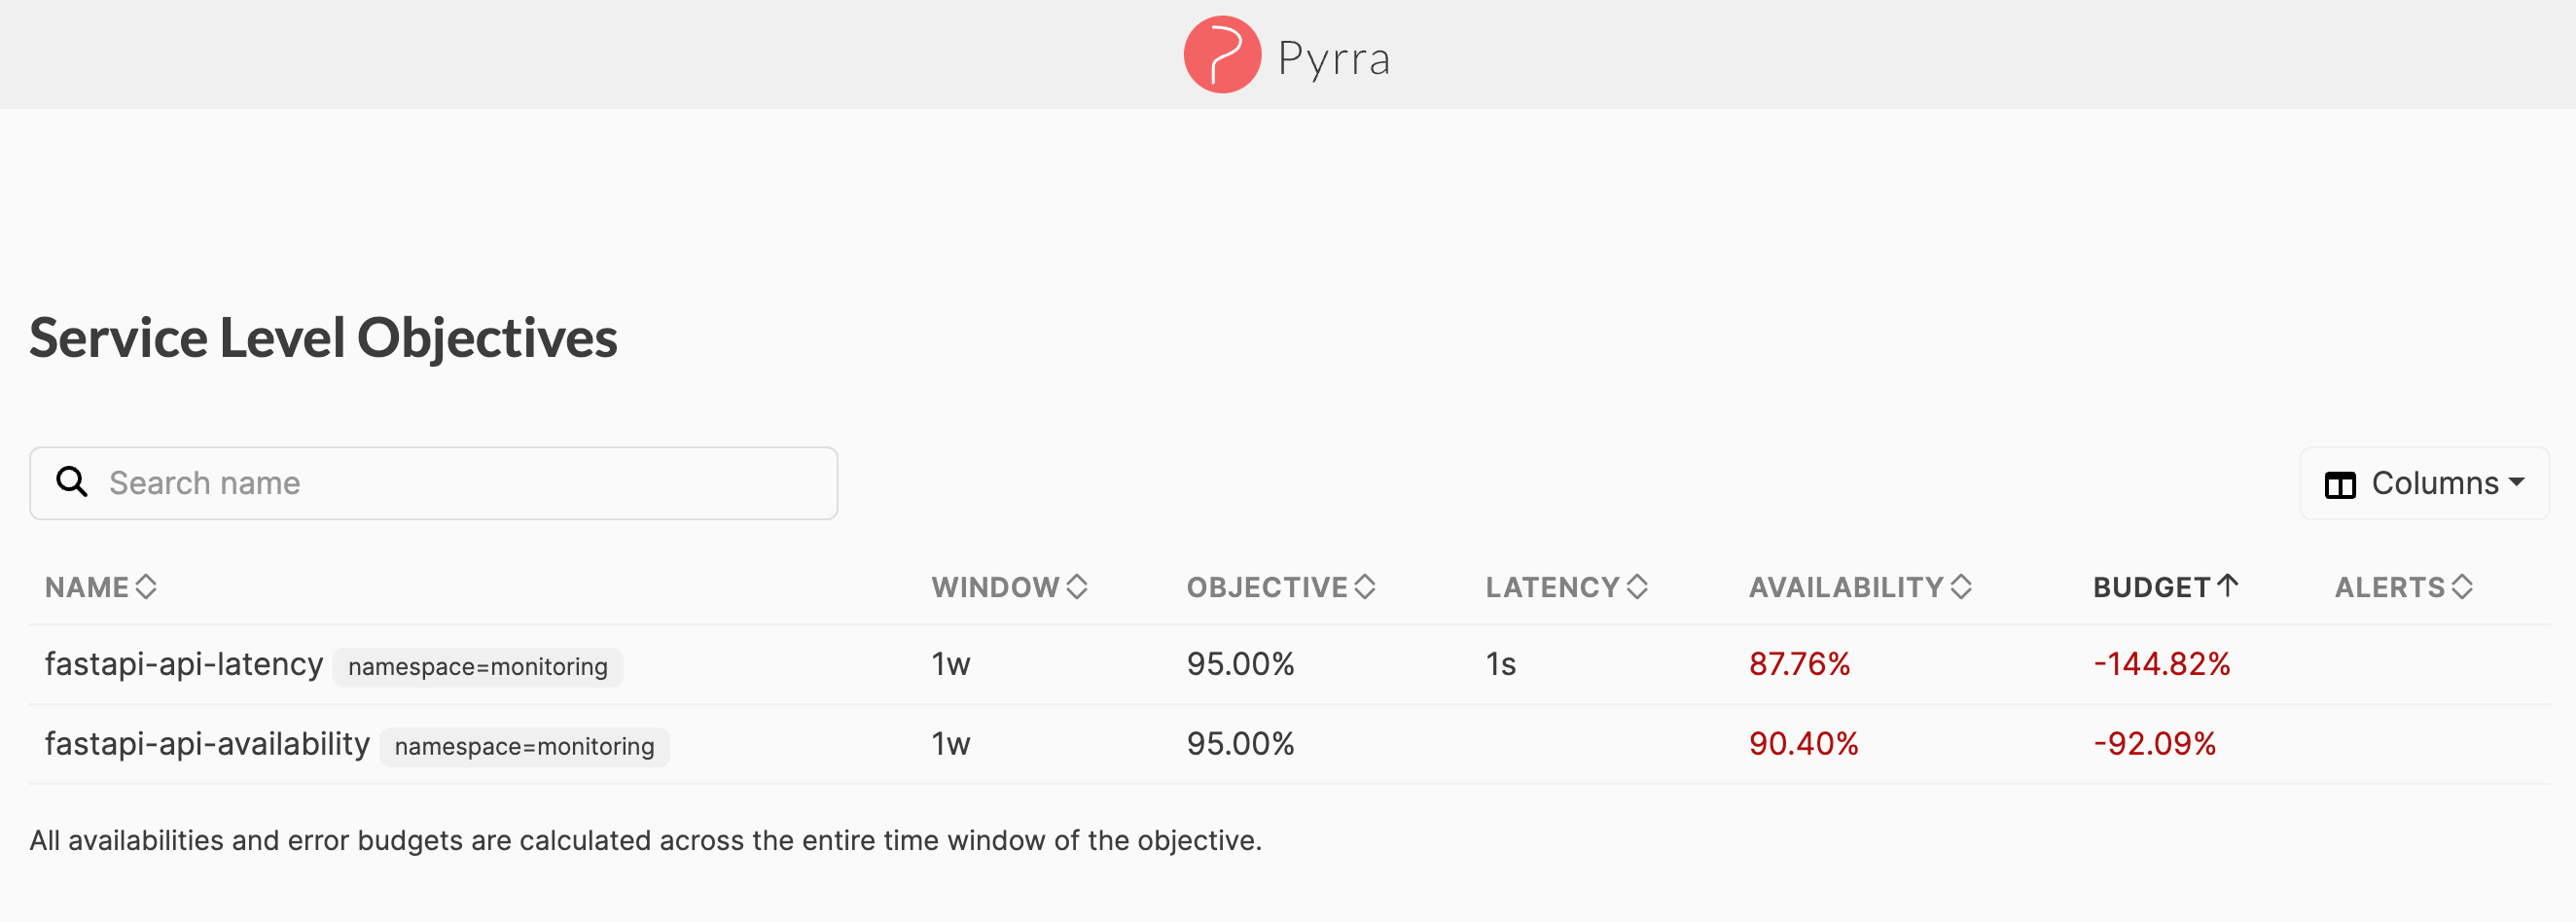 Pyrra
Service Level Objectives
Search name
Columns
NAME WINDOW OBJECTIVE LATENCY AVAILABILITY BUDGET ALERTS
fastapi-api-latency namespace=monitoring 1w 95.00% 1s 87.76% -144.82%
fastapi-api-availability namespace=monitoring 1w 95.00% 90.40% -92.09%
All availabilities and error budgets are calculated across the entire time window of the objective.